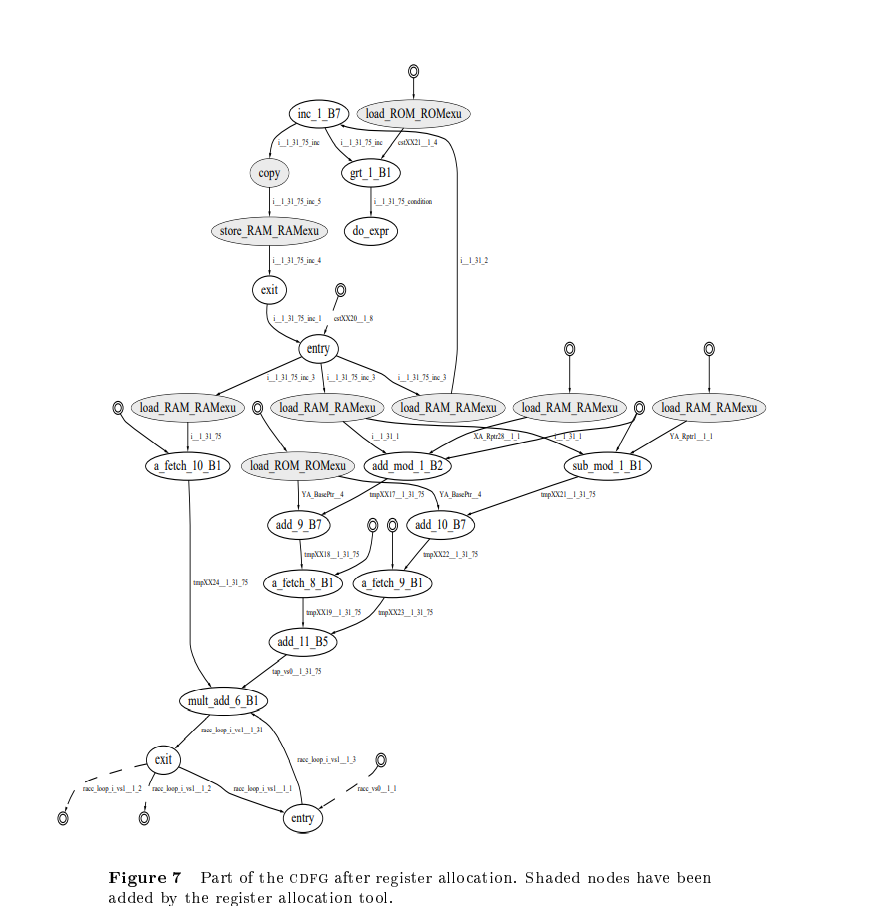 inc_1_B7 load_ROM_ROMexu
i__1_31_75_inc i__1_31_75_inc cstXX21__1_4
copy grt_1_B1
i__1_31_75_inc_5 i__1_31_75_condition
store_RAM_RAMexu do_expr
i__1_31_75_inc_4 i__1_31_2
exit
i__1_31_75_inc_1 cstXX20__1_8
entry
i__1_31_75_inc_3 i__1_31_75_inc_3 i__1_31_75_inc_3
load_RAM_RAMexu load_RAM_RAMexu load_RAM_RAMexu load_RAM_RAMexu load_RAM_RAMexu
i__1_31_75 i__1_31_1 XA_Rptr28__1_1 i__1_31_1 YA_Rptr1__1_1
a_fetch_10_B1 load_ROM_ROMexu add_mod_1_B2 sub_mod_1_B1
YA_BasePtr__4 tmpXX17__1_31_75 YA_BasePtr__4 tmpXX21__1_31_75
add_9_B7 add_10_B7
tmpXX18__1_31_75 tmpXX22__1_31_75
tmpXX24__1_31_75 a_fetch_8_B1 a_fetch_9_B1
tmpXX19__1_31_75 tmpXX23__1_31_75
add_11_B5
tap_vs0__1_31_75
mult_add_6_B1
racc_loop_i_vs1__1_31
exit racc_loop_i_vs1__1_3
racc_loop_i_vs1__1_2 racc_loop_i_vs1__1_2 racc_loop_i_vs1__1_1 racc_vs0__1_1
entry
Figure 7 Part of the CDFG after register allocation. Shaded nodes have been
added by the register allocation tool.